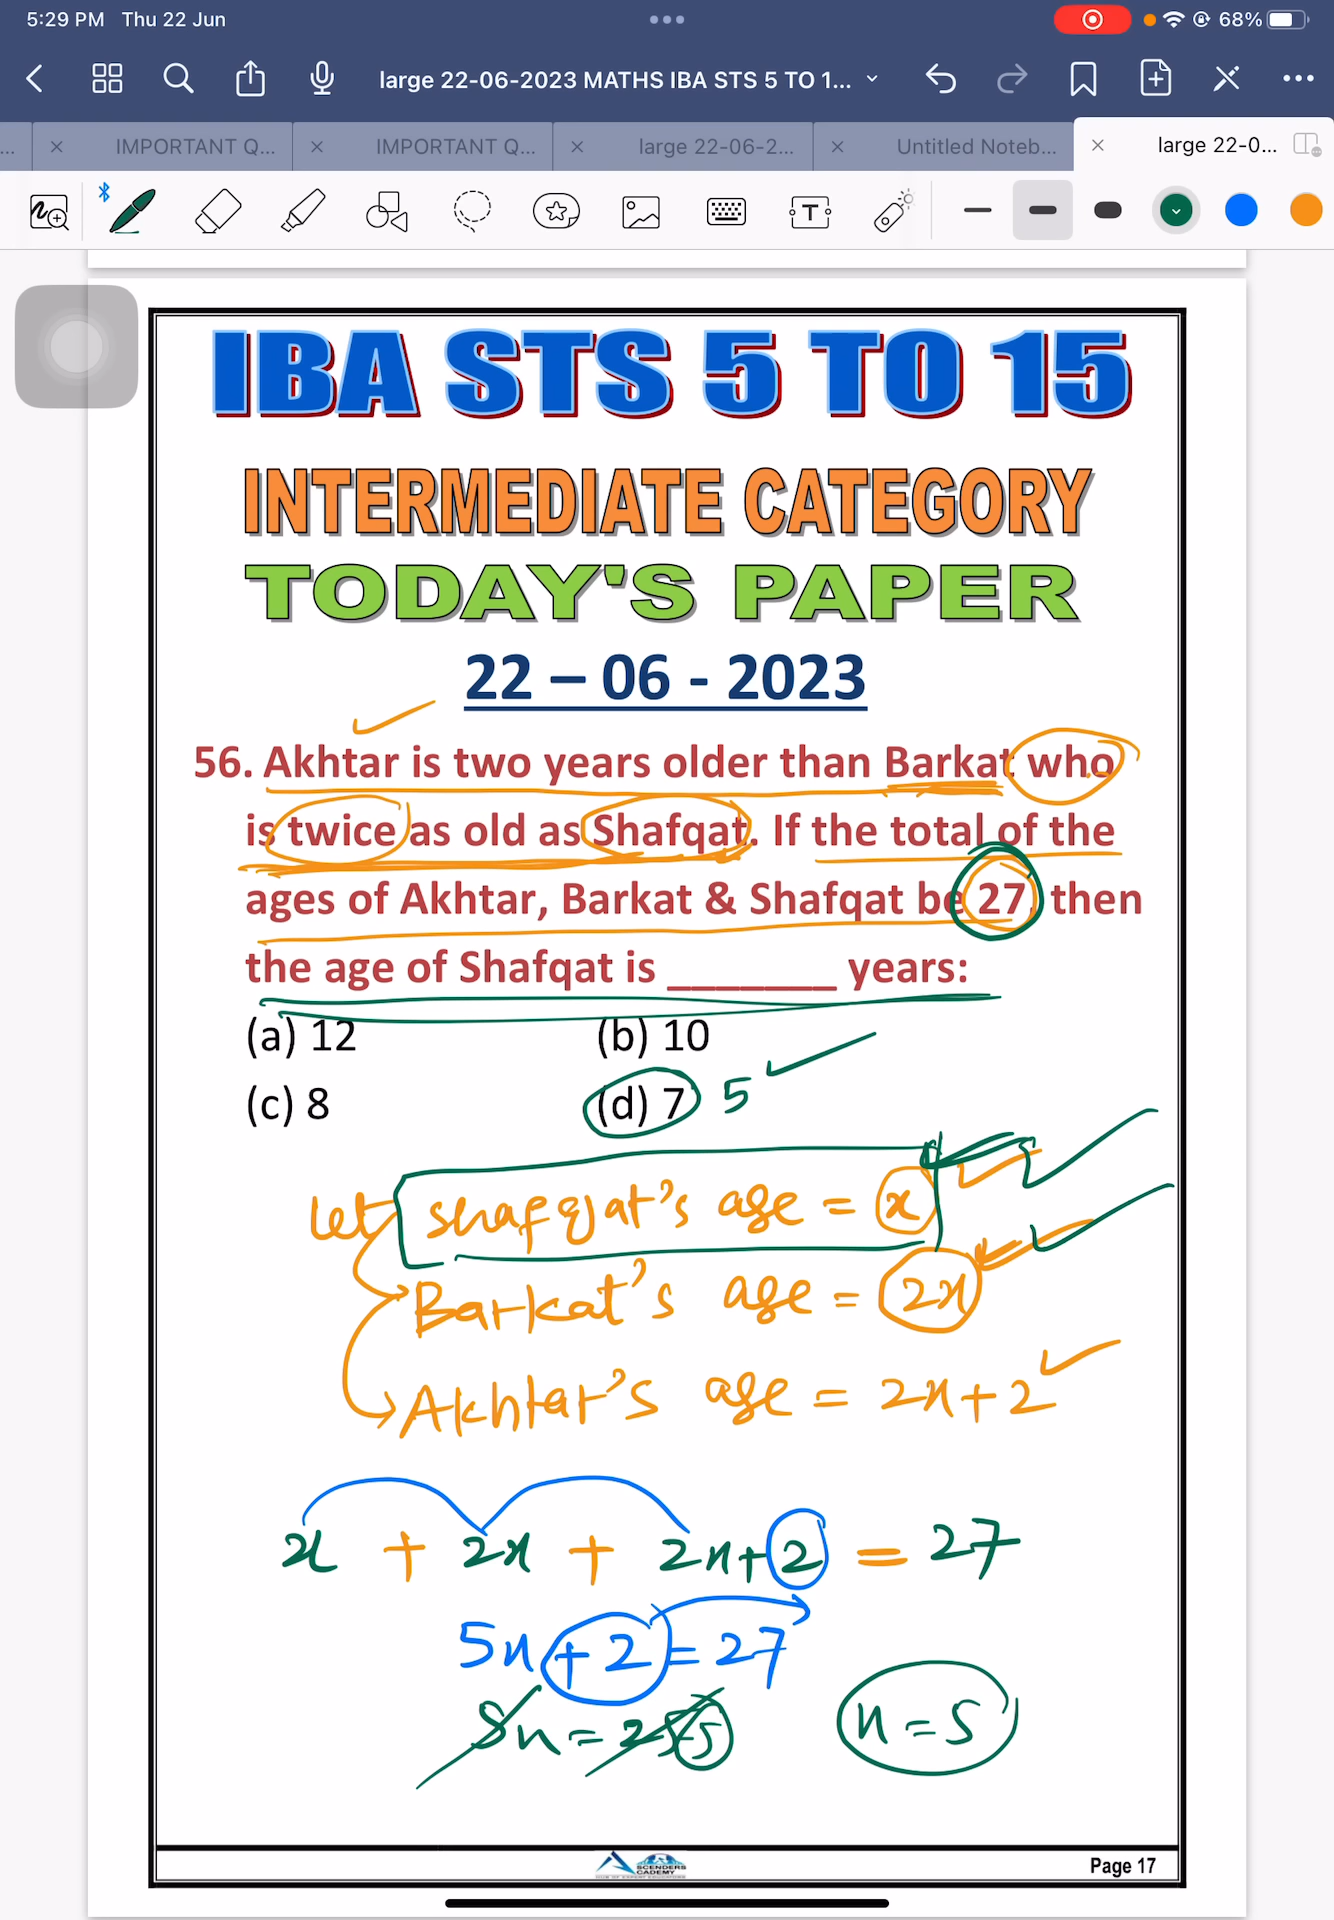 5:29 PM Thu 22 Jun
68%
large 22-06-2023 MATHS IBA STS 5 TO 1...
IMPORTANT Q...
IMPORTANT Q...
large 22-06-2...
Untitled Noteb...
large 22-0...
T
IBA STS 5 TO 15
INTERMEDIATE CATEGORY
TODAY'S PAPER
22 – 06 - 2023
56. Akhtar is two years older than Barkat who
is twice as old as Shafqat. If the total of the
ages of Akhtar, Barkat & Shafqat be 27, then
the age of Shafqat is _______ years:
(a) 12 (b) 10
(c) 8 (d) 7 5
Let shafqat's age = x
Barkat's age = 2x
Akhtar's age = 2x+2
x + 2x + 2x+2 = 27
5x+2=27
5x=25 5 x=5
SCENDERS
CADEMY
Page 17